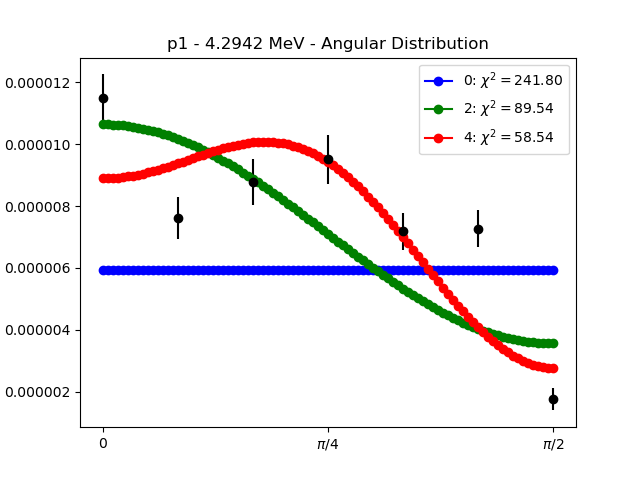 p1 - 4.2942 MeV - Angular Distribution
0.000012
0.000010
0.000008
0.000006
0.000004
0.000002
0: χ² = 241.80
2: χ² = 89.54
4: χ² = 58.54
0
π/4
π/2